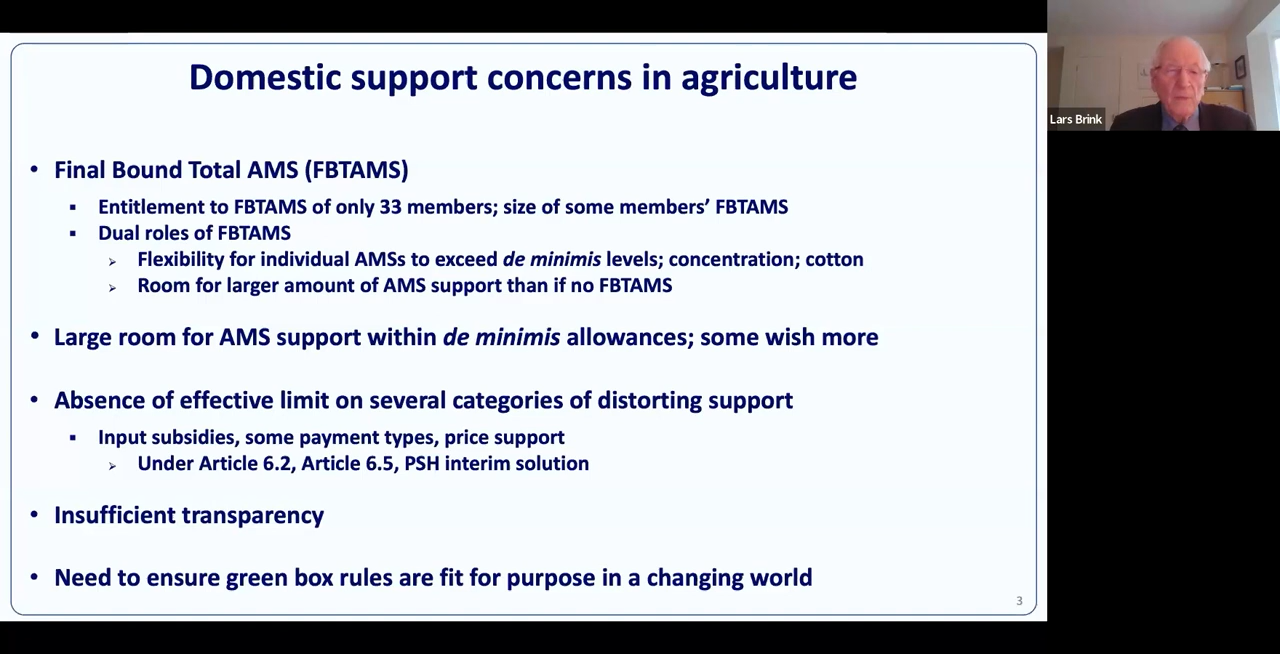 Domestic support concerns in agriculture
Lars Brink
• Final Bound Total AMS (FBTAMS)
▪ Entitlement to FBTAMS of only 33 members; size of some members’ FBTAMS
▪ Dual roles of FBTAMS
➢ Flexibility for individual AMSs to exceed de minimis levels; concentration; cotton
➢ Room for larger amount of AMS support than if no FBTAMS
• Large room for AMS support within de minimis allowances; some wish more
• Absence of effective limit on several categories of distorting support
▪ Input subsidies, some payment types, price support
➢ Under Article 6.2, Article 6.5, PSH interim solution
• Insufficient transparency
• Need to ensure green box rules are fit for purpose in a changing world
3